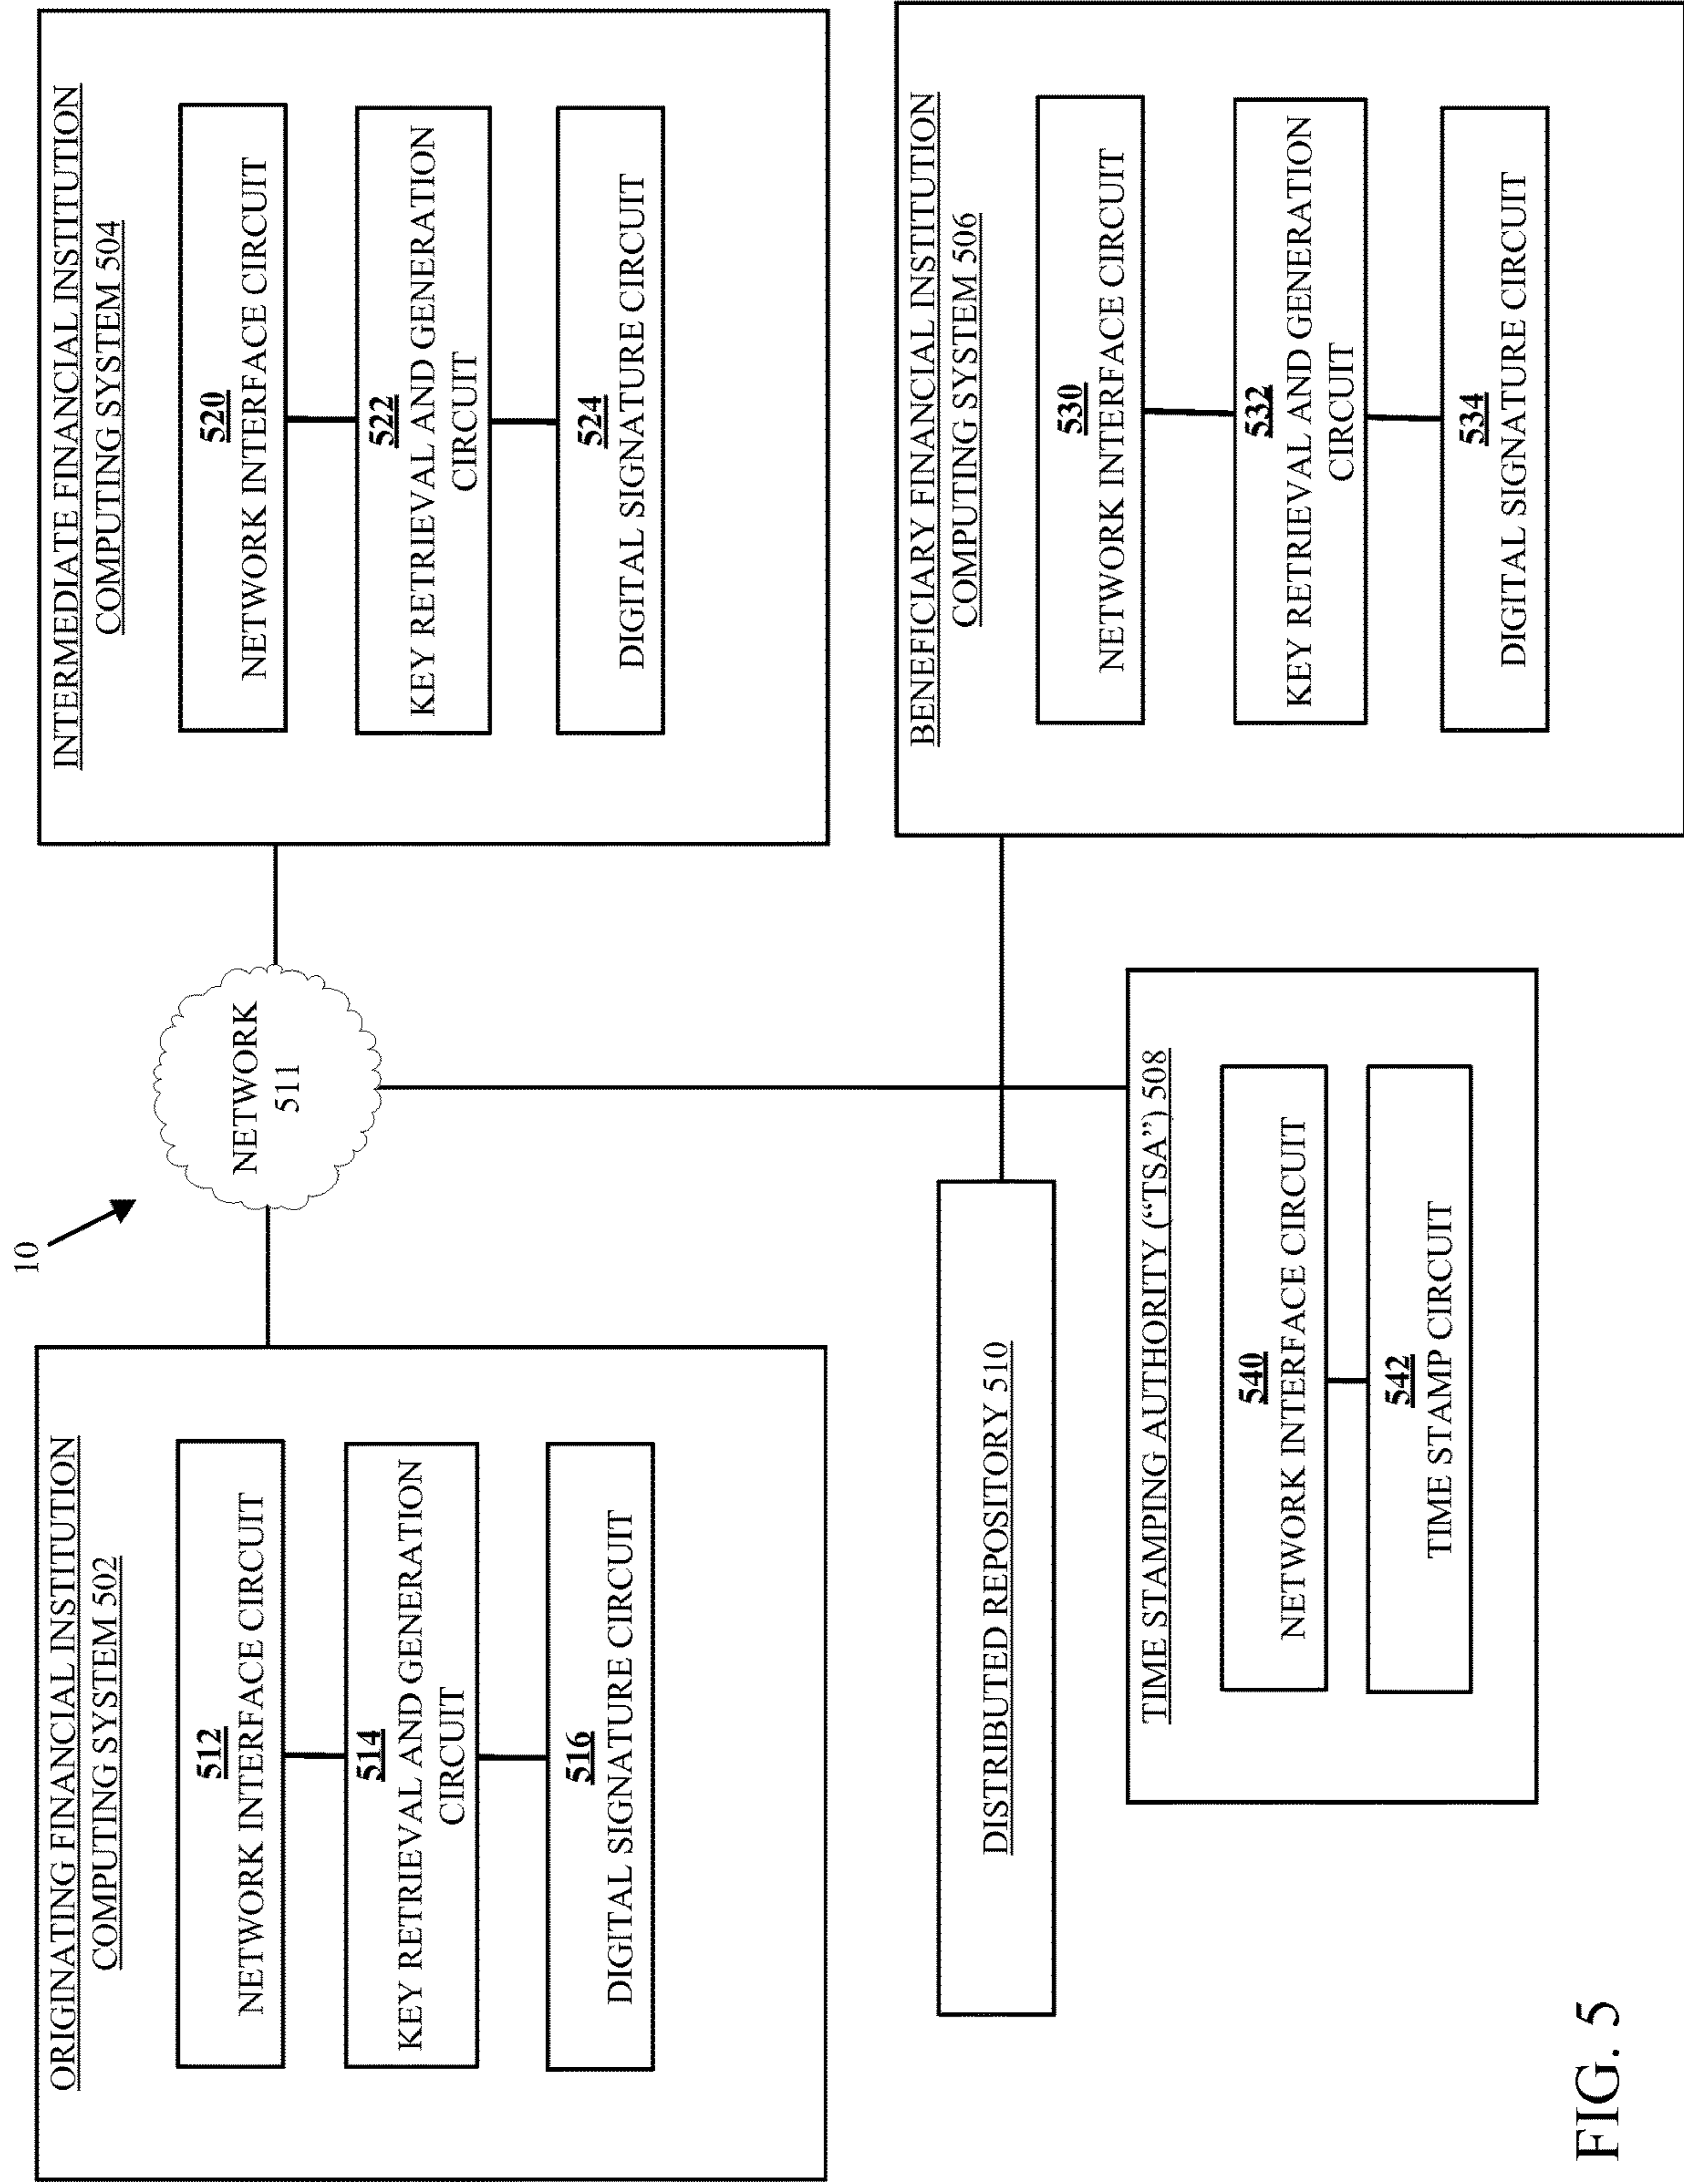 10
ORIGINATING FINANCIAL INSTITUTION
COMPUTING SYSTEM 502
512
NETWORK INTERFACE CIRCUIT
514
KEY RETRIEVAL AND GENERATION
CIRCUIT
516
DIGITAL SIGNATURE CIRCUIT
NETWORK
511
INTERMEDIATE FINANCIAL INSTITUTION
COMPUTING SYSTEM 504
520
NETWORK INTERFACE CIRCUIT
522
KEY RETRIEVAL AND GENERATION
CIRCUIT
524
DIGITAL SIGNATURE CIRCUIT
DISTRIBUTED REPOSITORY 510
TIME STAMPING AUTHORITY (“TSA”) 508
540
NETWORK INTERFACE CIRCUIT
542
TIME STAMP CIRCUIT
BENEFICIARY FINANCIAL INSTITUTION
COMPUTING SYSTEM 506
530
NETWORK INTERFACE CIRCUIT
532
KEY RETRIEVAL AND GENERATION
CIRCUIT
534
DIGITAL SIGNATURE CIRCUIT
FIG. 5